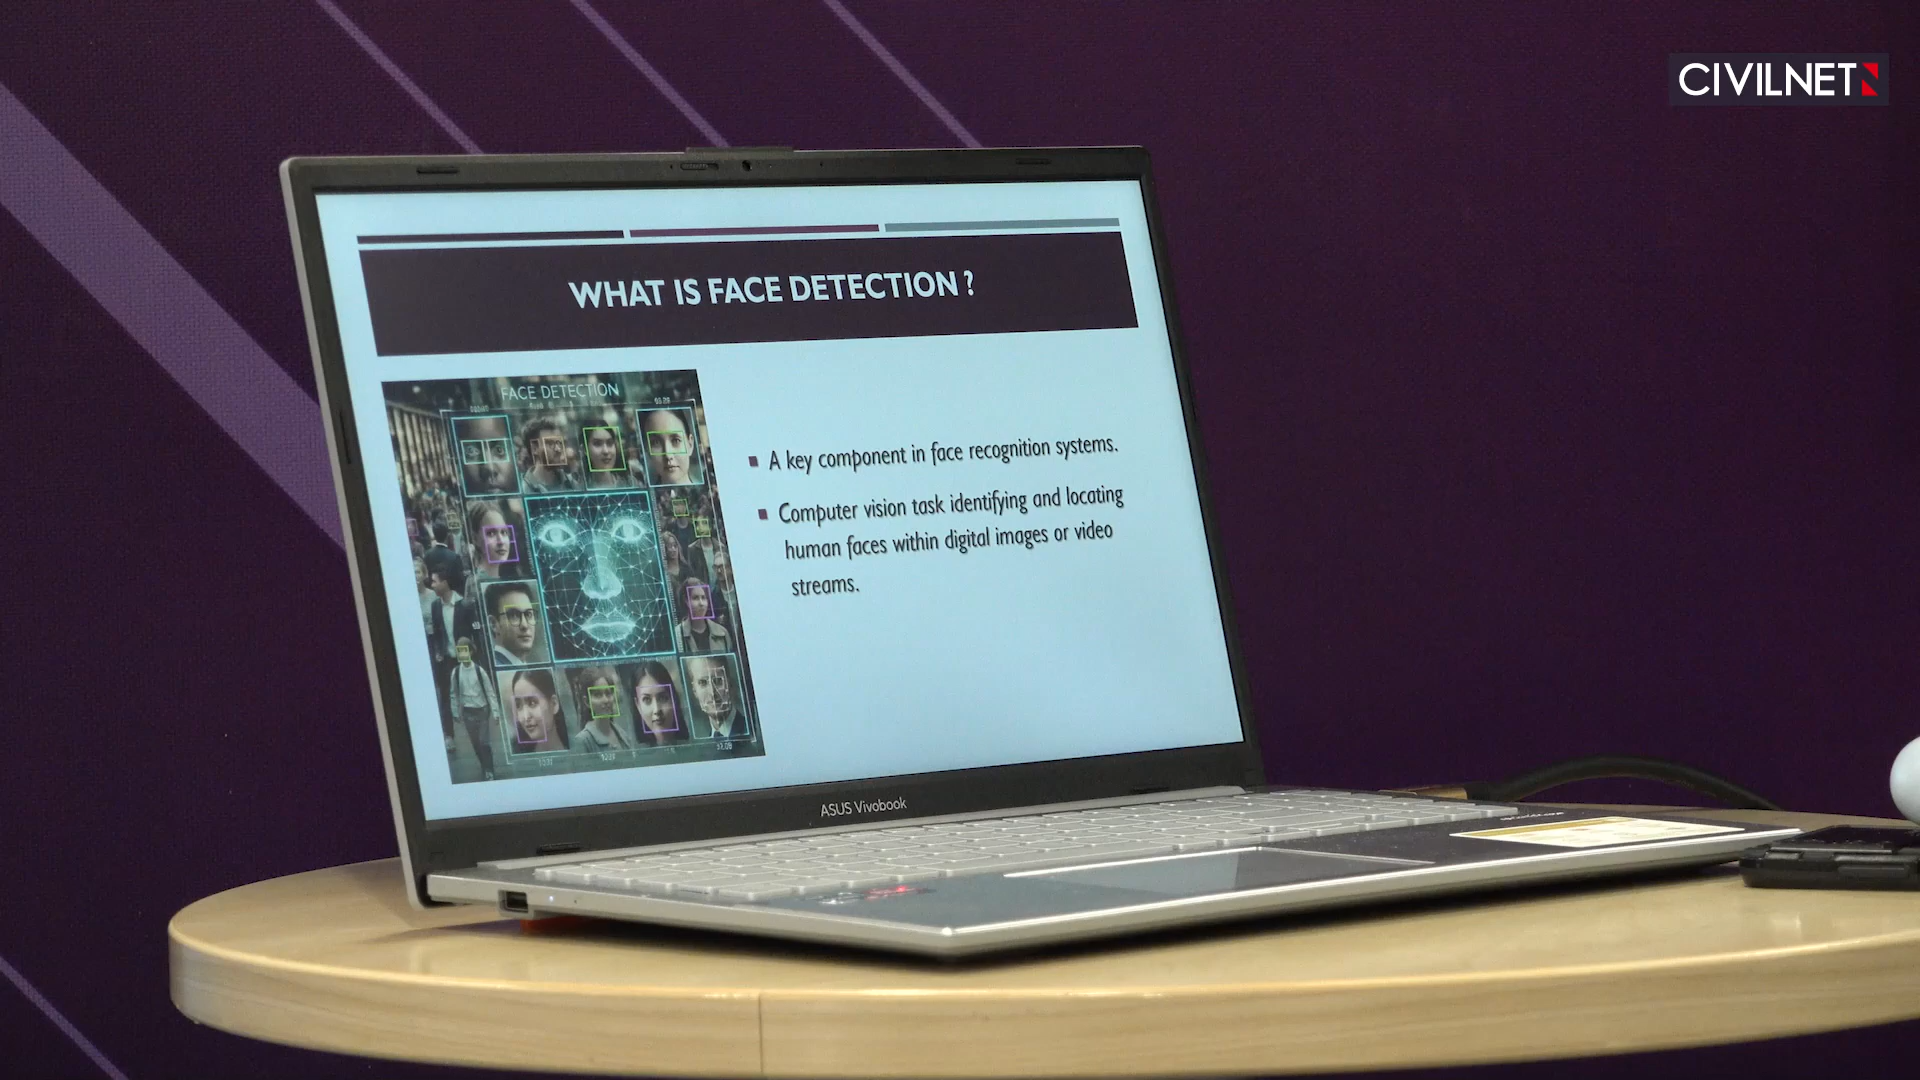 CIVILNET
WHAT IS FACE DETECTION ?
FACE DETECTION
A key component in face recognition systems.
Computer vision task identifying and locating
human faces within digital images or video
streams.
ASUS Vivobook